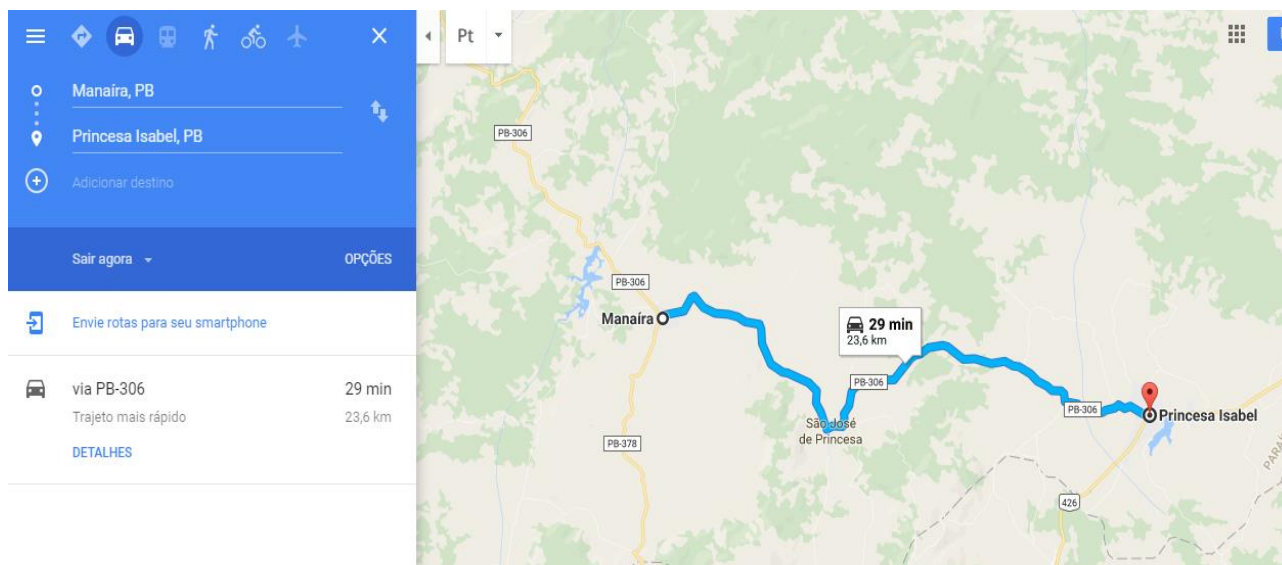 Manaíra, PB
Princesa Isabel, PB
Adicionar destino
Sair agora
OPÇÕES
Envie rotas para seu smartphone
via PB-306
29 min
Trajeto mais rápido
23,6 km
DETALHES
Pt
PB-306
PB-306
Manaíra
29 min
23,6 km
PB-306
São José
de Princesa
PB-306
Princesa Isabel
PB-378
426